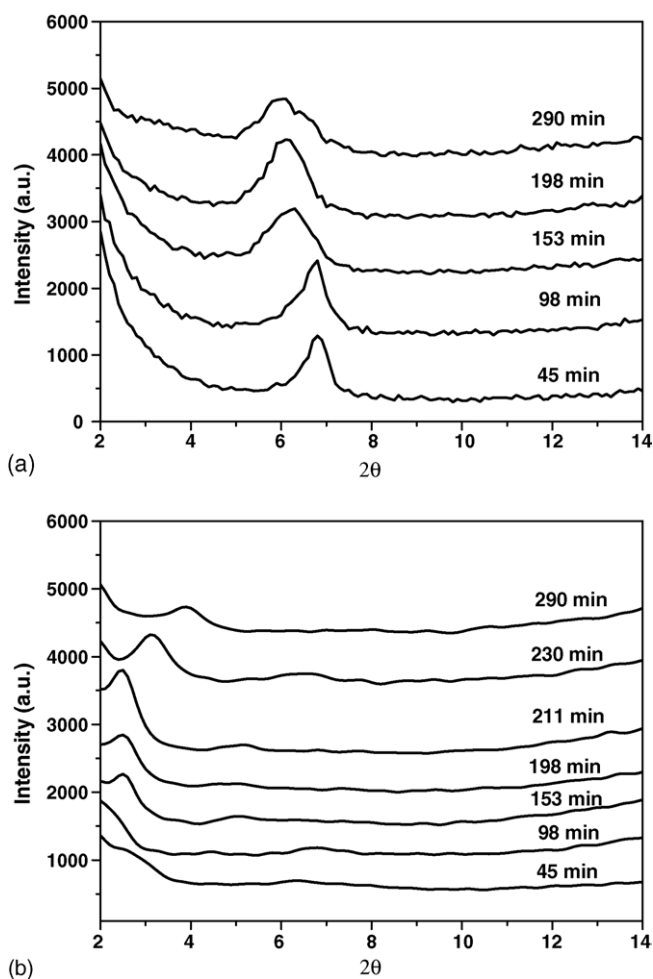 6000
5000
4000
3000
2000
1000
0
Intensity (a.u.)
290 min
198 min
153 min
98 min
45 min
2 4 6 8 10 12 14
2θ
(a)
6000
5000
4000
3000
2000
1000
Intensity (a.u.)
290 min
230 min
211 min
198 min
153 min
98 min
45 min
2 4 6 8 10 12 14
2θ
(b)